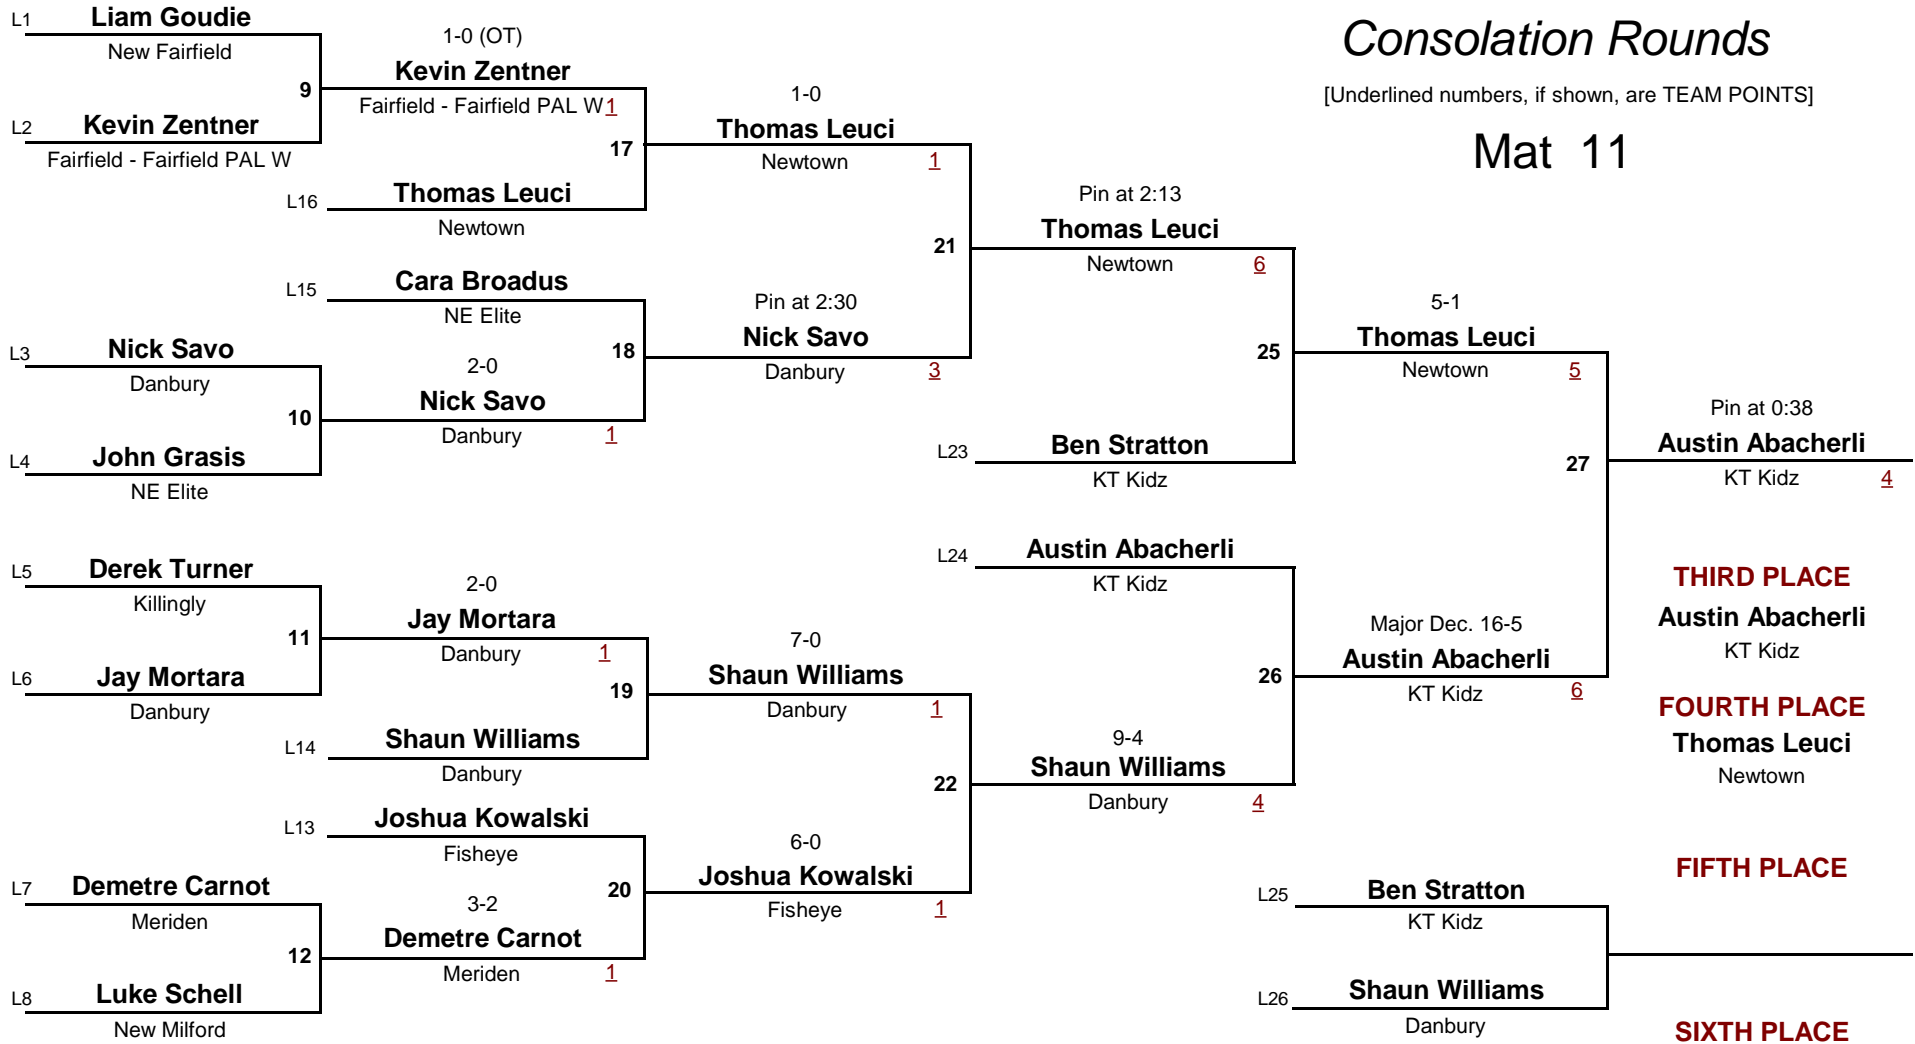 Consolation Rounds
[Underlined numbers, if shown, are TEAM POINTS]
Mat 11
L1 Liam Goudie
New Fairfield
9
L2 Kevin Zentner
Fairfield - Fairfield PAL W
L3 Nick Savo
Danbury
10
L4 John Grasis
NE Elite
L5 Derek Turner
Killingly
11
L6 Jay Mortara
Danbury
L7 Demetre Carnot
Meriden
12
L8 Luke Schell
New Milford
1-0 (OT)
Kevin Zentner
Fairfield - Fairfield PAL W 1
17
L16 Thomas Leuci
Newtown
L15 Cara Broadus
NE Elite
18
2-0
Nick Savo
Danbury 1
2-0
Jay Mortara
Danbury 1
19
L14 Shaun Williams
Danbury
L13 Joshua Kowalski
Fisheye
20
3-2
Demetre Carnot
Meriden 1
1-0
Thomas Leuci
Newtown 1
21
Pin at 2:30
Nick Savo
Danbury 3
7-0
Shaun Williams
Danbury 1
22
6-0
Joshua Kowalski
Fisheye 1
Pin at 2:13
Thomas Leuci
Newtown 6
25
L23 Ben Stratton
KT Kidz
L24 Austin Abacherli
KT Kidz
26
9-4
Shaun Williams
Danbury 4
5-1
Thomas Leuci
Newtown 5
27
Major Dec. 16-5
Austin Abacherli
KT Kidz 6
Pin at 0:38
Austin Abacherli
KT Kidz 4
THIRD PLACE
Austin Abacherli
KT Kidz
FOURTH PLACE
Thomas Leuci
Newtown
L25 Ben Stratton
KT Kidz
L26 Shaun Williams
Danbury
FIFTH PLACE
SIXTH PLACE